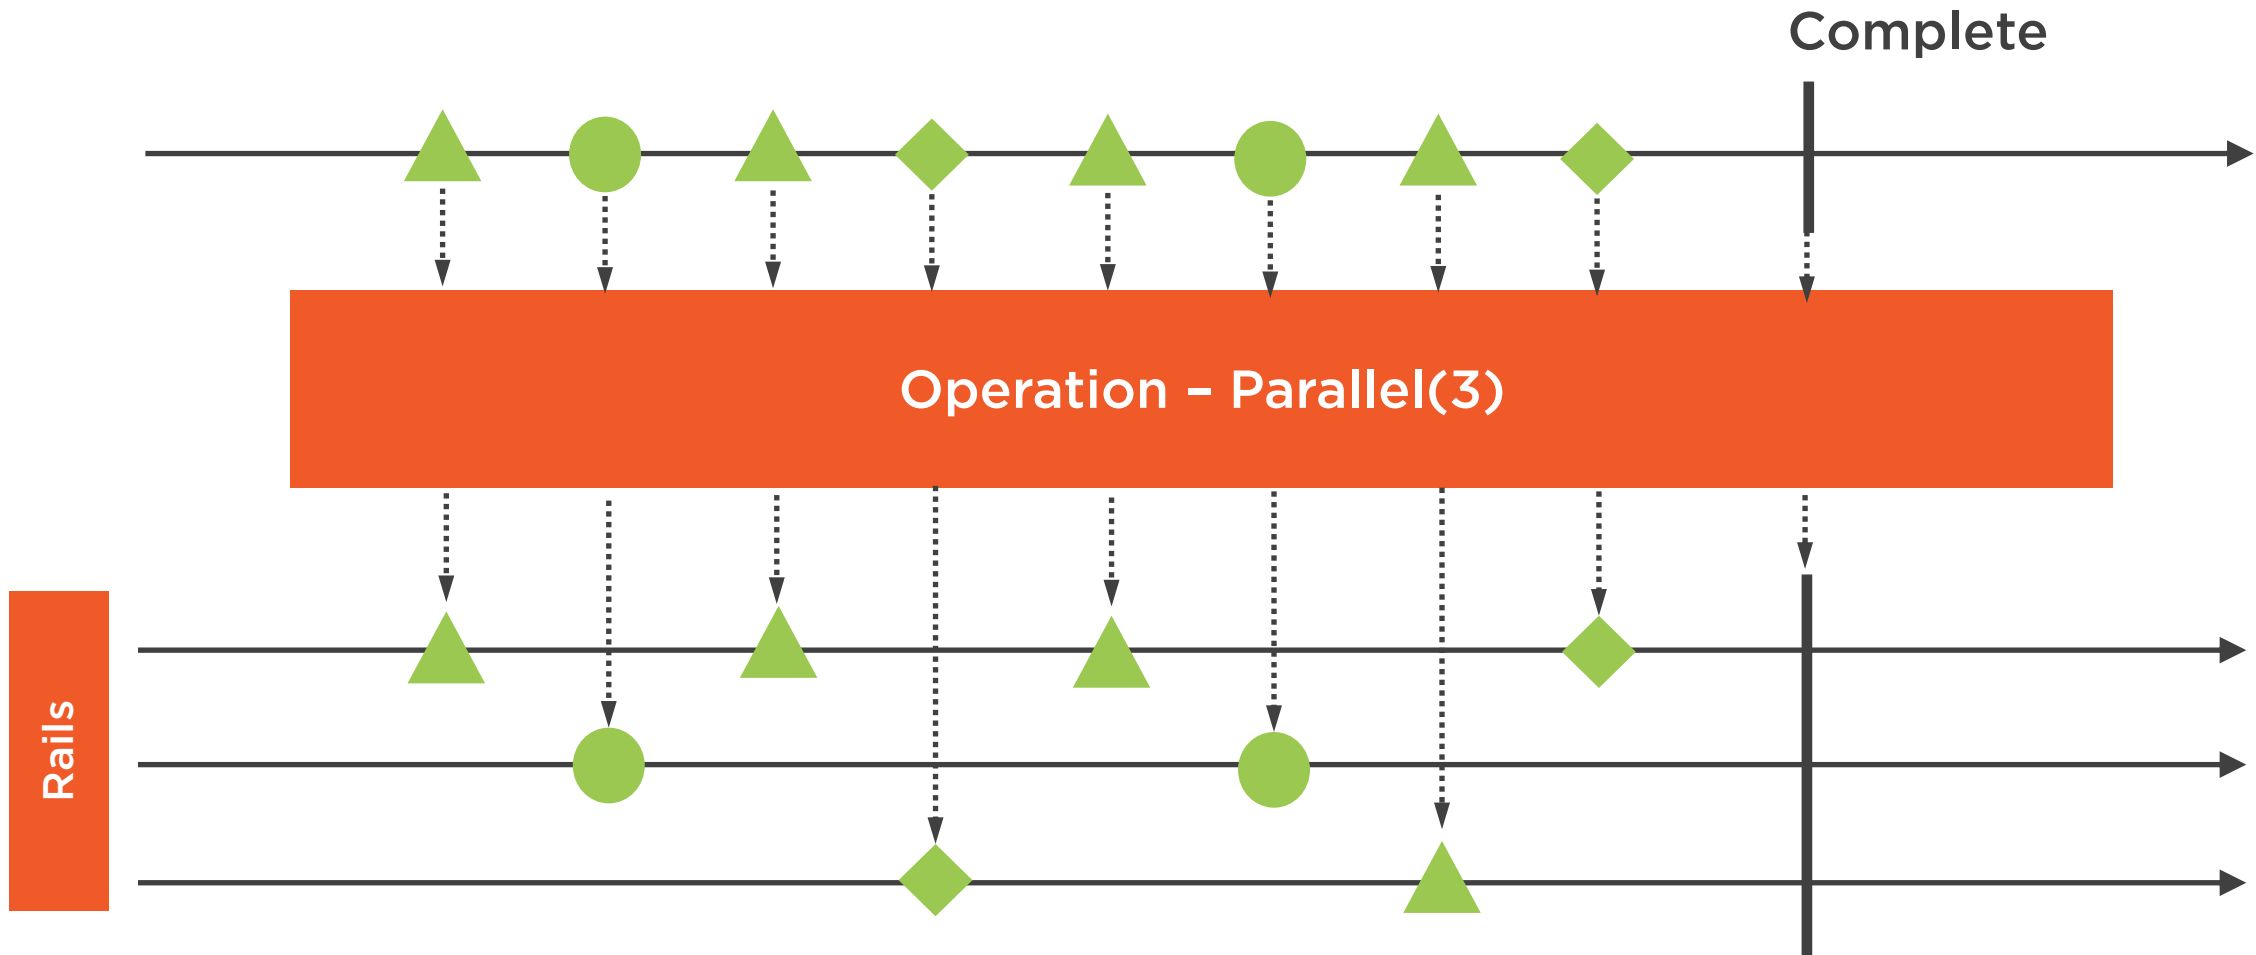 Complete
Operation – Parallel(3)
Rails